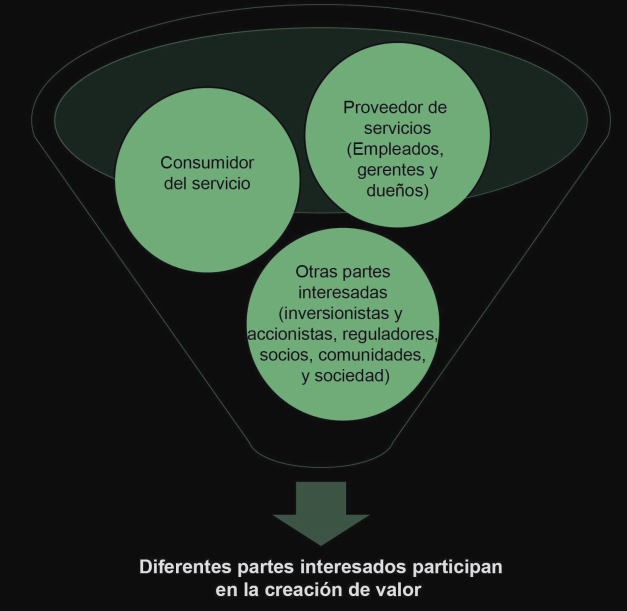 Proveedor de
servicios
(Empleados,
gerentes y
dueños)
Consumidor
del servicio
Otras partes
interesadas
(inversionistas y
accionistas, reguladores,
socios, comunidades,
y sociedad)
Diferentes partes interesados participan
en la creación de valor